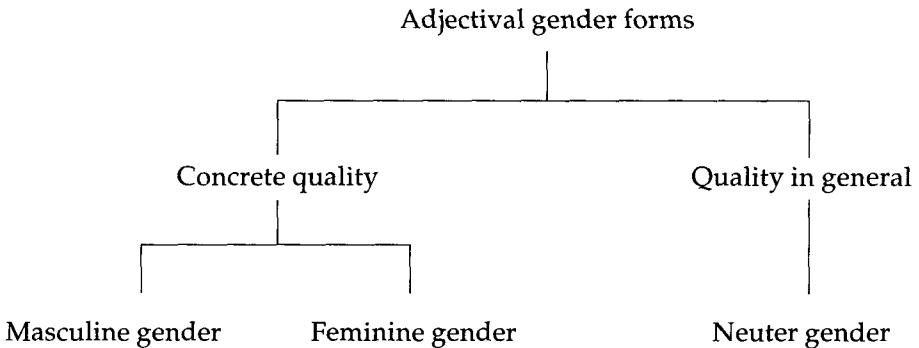 Adjectival gender forms
Concrete quality
Quality in general
Masculine gender
Feminine gender
Neuter gender